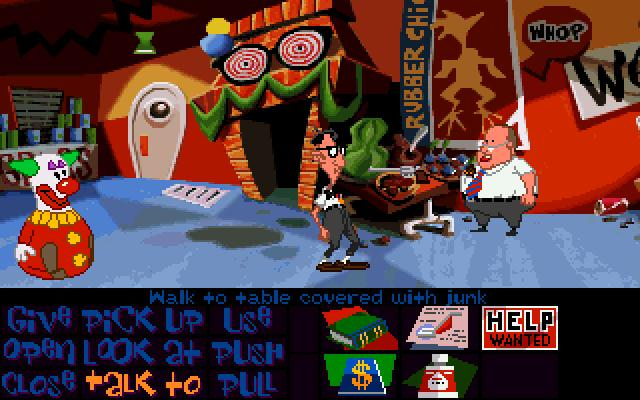 WHOP
RUBBER CHI
WO
Walk to table covered with junk
Give Pick up Use
Open Look at Push
Close Talk to Pull
HELP
WANTED
$